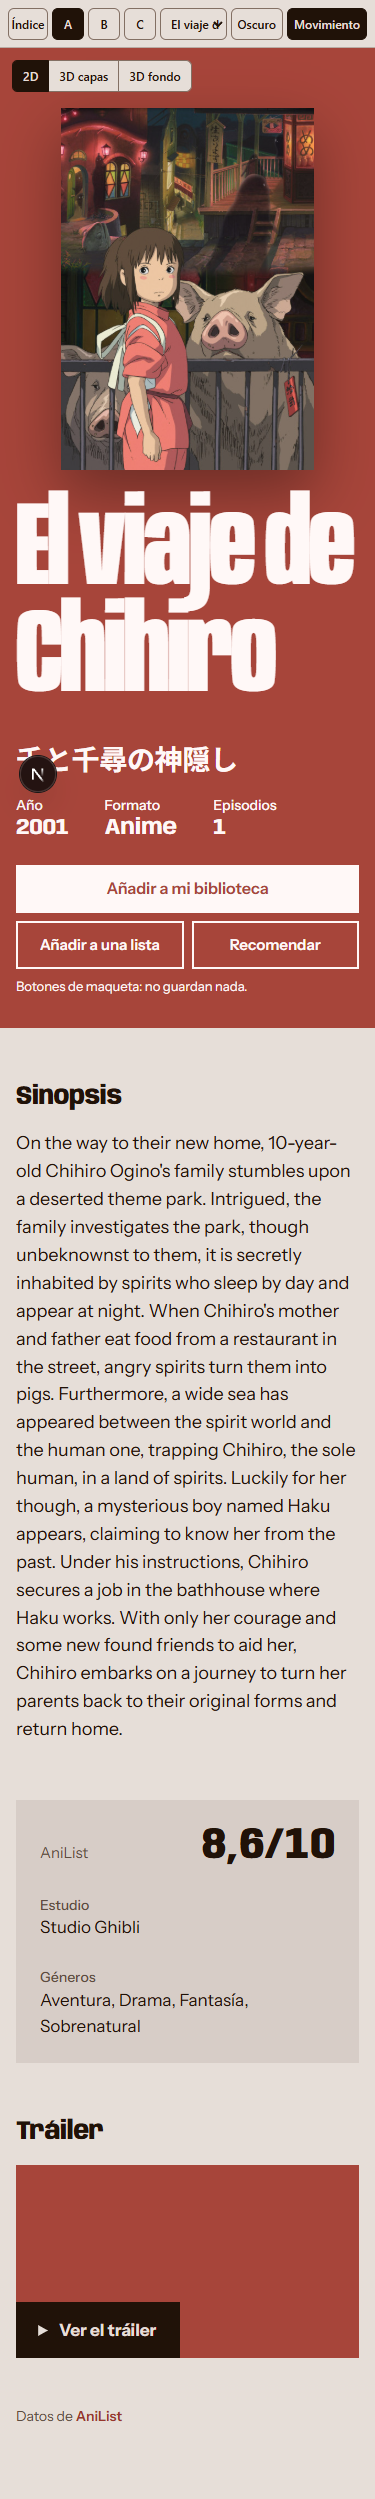 Índice
A
B
C
El viaje d
Oscuro
Movimiento
2D
3D capas
3D fondo
El viaje de
Chihiro
千と千尋の神隠し
N
Año
Formato
Episodios
2001
Anime
1
Añadir a mi biblioteca
Añadir a una lista
Recomendar
Botones de maqueta: no guardan nada.
Sinopsis
On the way to their new home, 10-year-
old Chihiro Ogino's family stumbles upon
a deserted theme park. Intrigued, the
family investigates the park, though
unbeknownst to them, it is secretly
inhabited by spirits who sleep by day and
appear at night. When Chihiro's mother
and father eat food from a restaurant in
the street, angry spirits turn them into
pigs. Furthermore, a wide sea has
appeared between the spirit world and
the human one, trapping Chihiro, the sole
human, in a land of spirits. Luckily for her
though, a mysterious boy named Haku
appears, claiming to know her from the
past. Under his instructions, Chihiro
secures a job in the bathhouse where
Haku works. With only her courage and
some new found friends to aid her,
Chihiro embarks on a journey to turn her
parents back to their original forms and
return home.
AniList
8,6/10
Estudio
Studio Ghibli
Géneros
Aventura, Drama, Fantasía,
Sobrenatural
Tráiler
Ver el tráiler
Datos de AniList